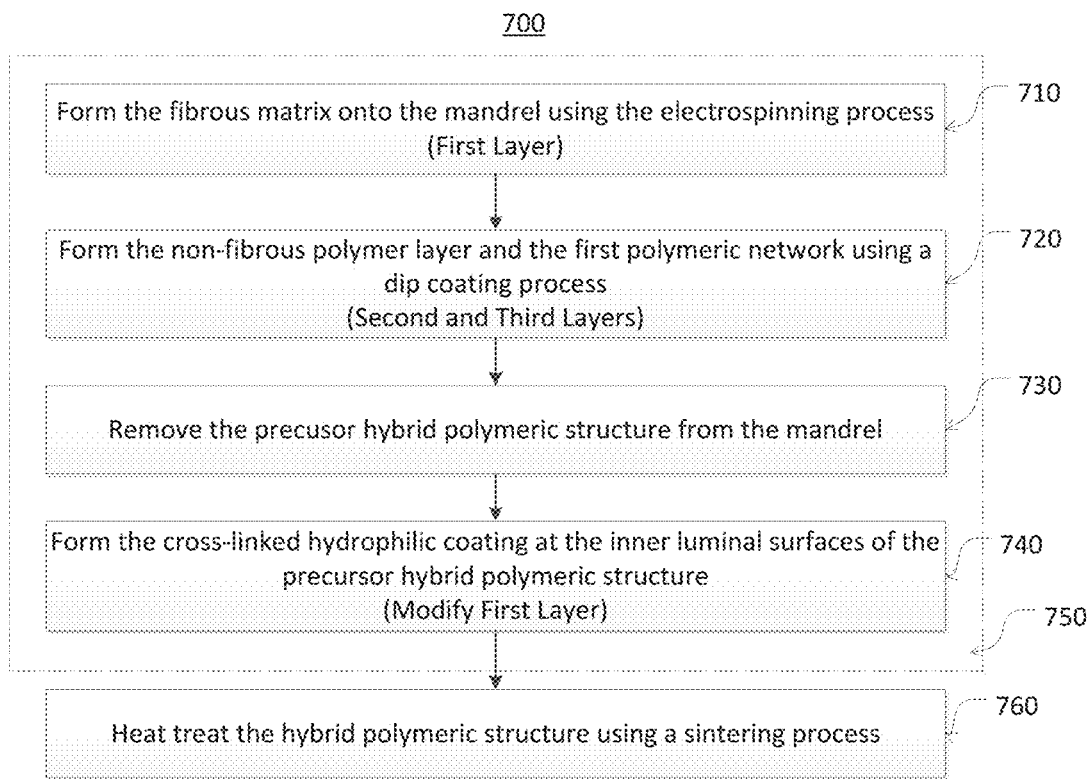 700
Form the fibrous matrix onto the mandrel using the electrospinning process
(First Layer)
710
Form the non-fibrous polymer layer and the first polymeric network using a
dip coating process
(Second and Third Layers)
720
Remove the precusor hybrid polymeric structure from the mandrel
730
Form the cross-linked hydrophilic coating at the inner luminal surfaces of the
precursor hybrid polymeric structure
(Modify First Layer)
740
750
Heat treat the hybrid polymeric structure using a sintering process
760